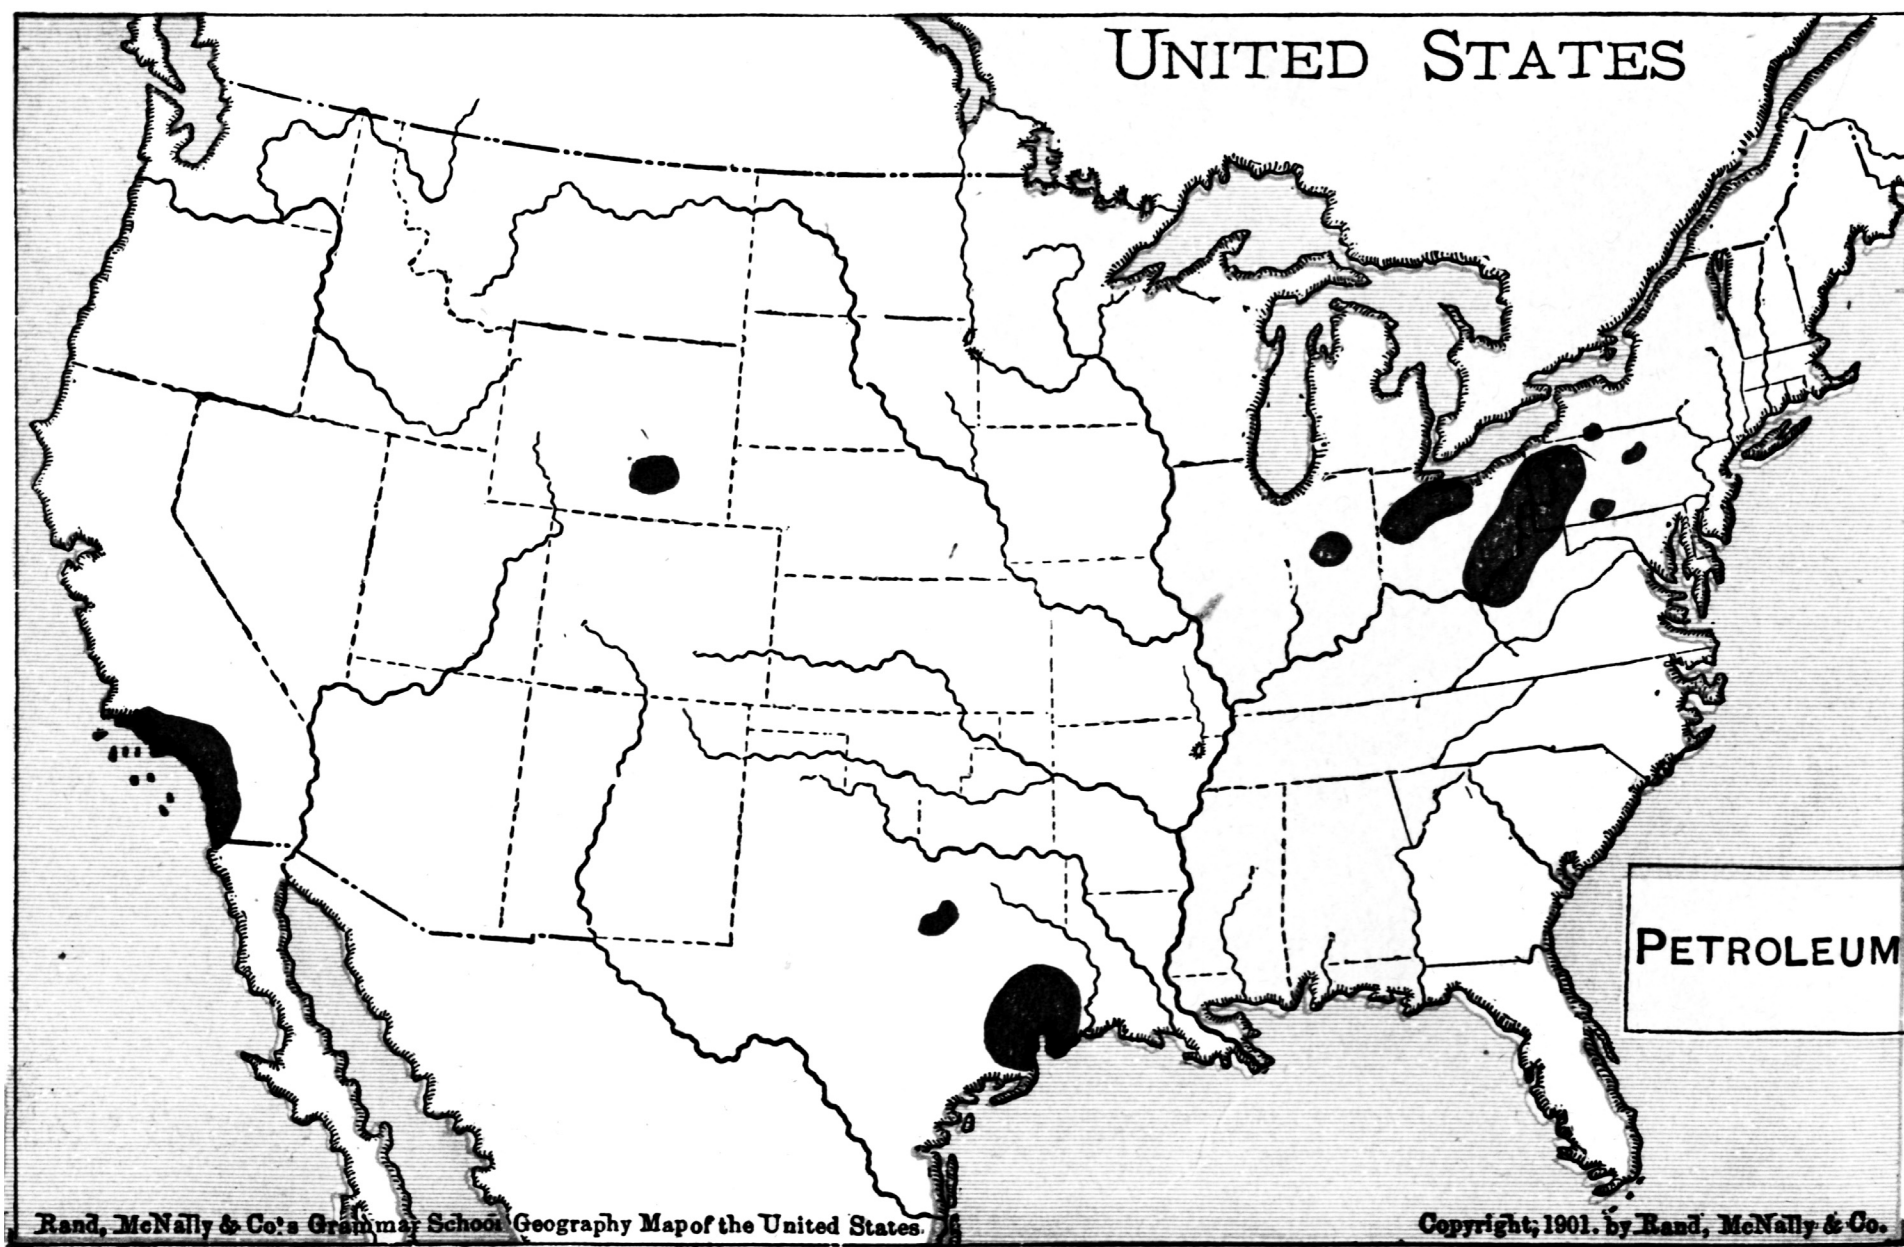 UNITED STATES
PETROLEUM
Rand, McNally & Co.'s Grammar School Geography Map of the United States.
Copyright, 1901. by Rand, McNally & Co.